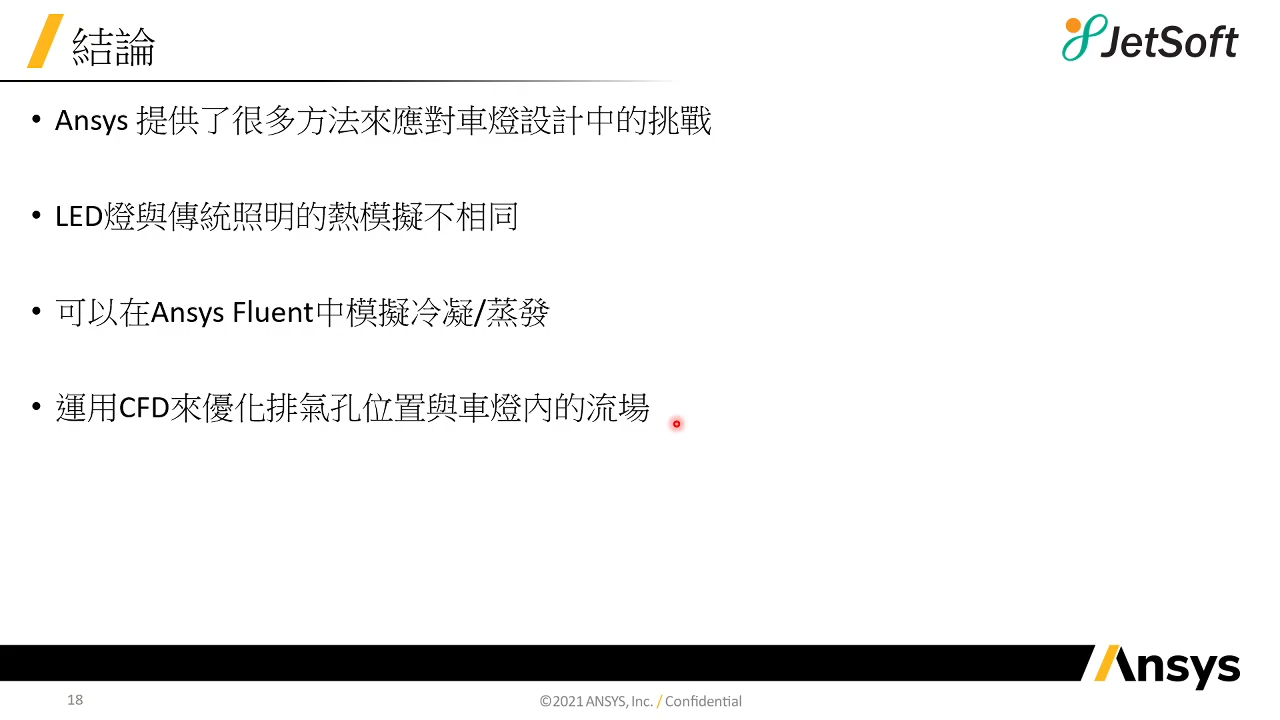 結論
JetSoft
• Ansys 提供了很多方法來應對車燈設計中的挑戰
• LED燈與傳統照明的熱模擬不相同
• 可以在Ansys Fluent中模擬冷凝/蒸發
• 運用CFD來優化排氣孔位置與車燈內的流場
Ansys
18
©2021 ANSYS, Inc. / Confidential